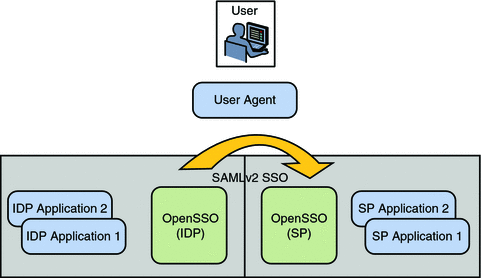 User
User Agent
SAMLv2 SSO
IDP Application 2
IDP Application 1
OpenSSO
(IDP)
OpenSSO
(SP)
SP Application 2
SP Application 1